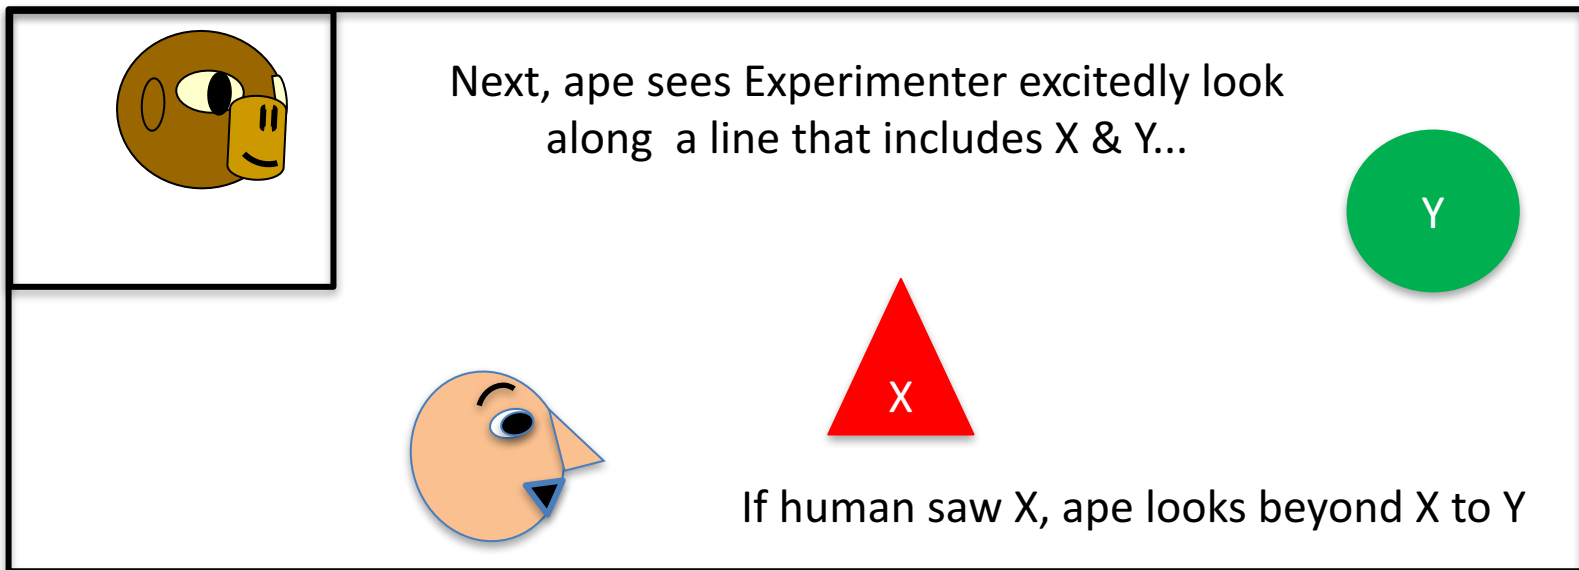 Next, ape sees Experimenter excitedly look
along a line that includes X & Y...
Y
X
If human saw X, ape looks beyond X to Y